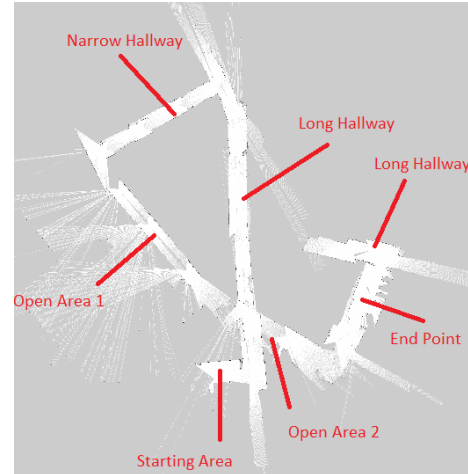 Narrow Hallway
Long Hallway
Long Hallway
Open Area 1
End Point
Open Area 2
Starting Area